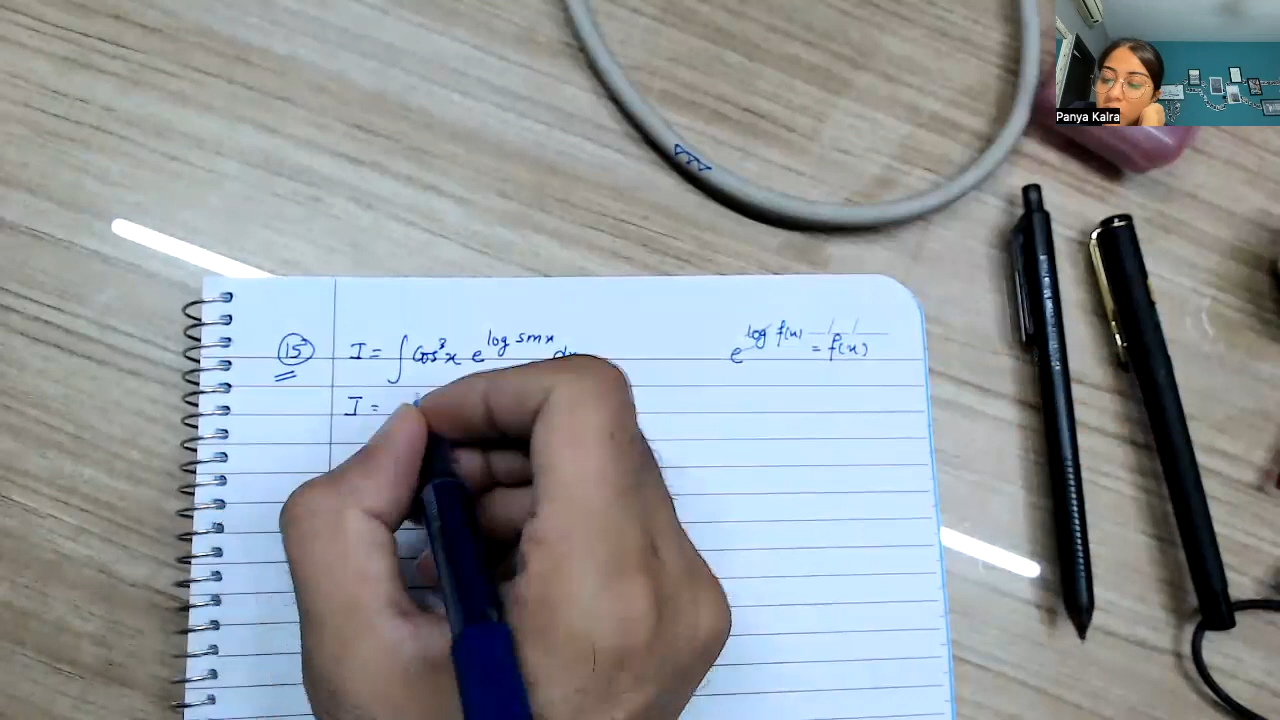 Panya Kalra
(15) I = ∫ Cos³x e^{log sinx} dx
e^{log f(x)} = f(x)
I =